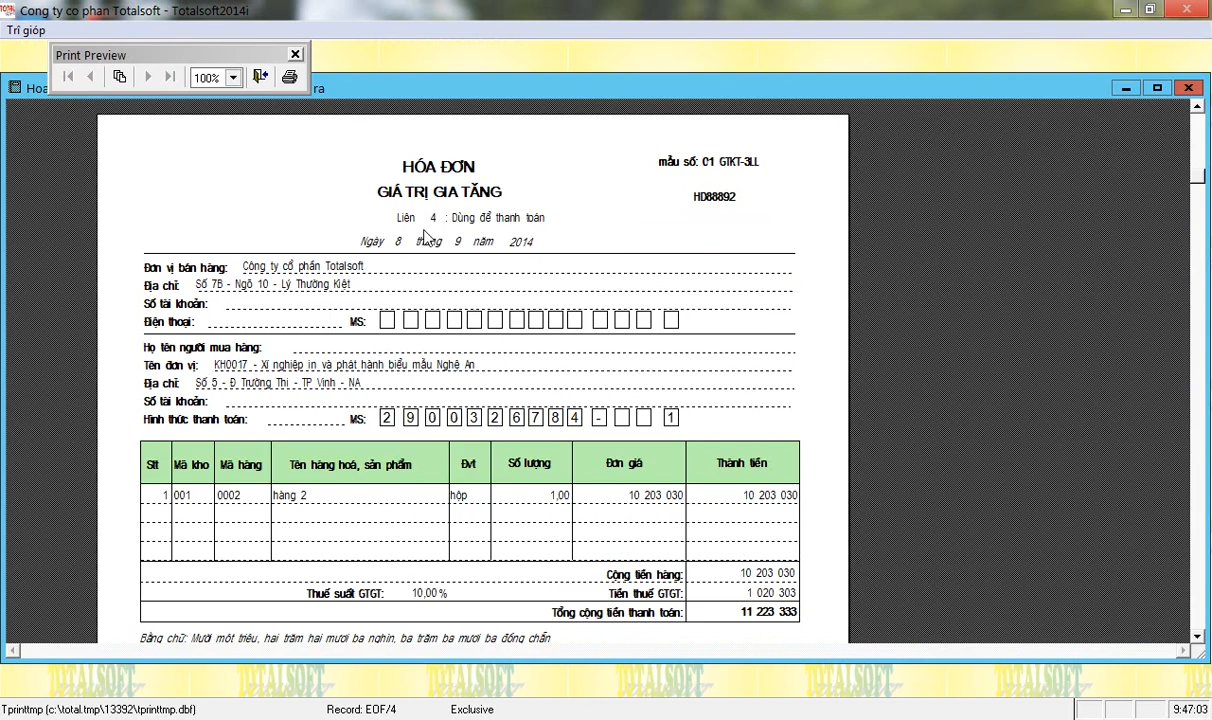 Cong ty co phan Totalsoft - Totalsoft2014i
Trî gióp
Print Preview
100%
Hoa
ra
HÓA ĐƠN
mẫu số: 01 GTKT-3LL
GIÁ TRỊ GIA TĂNG
HD88892
Liên 4 : Dùng để thanh toán
Ngày 8 tháng 9 năm 2014
Đơn vị bán hàng: Công ty cổ phần Totalsoft
Địa chỉ: Số 7B - Ngõ 10 - Lý Thường Kiệt
Số tài khoản:
Điện thoại: MS:
Họ tên người mua hàng:
Tên đơn vị: KH0017 - Xí nghiệp in và phát hành biểu mẫu Nghệ An
Địa chỉ: Số 5 - Đ Trường Thi - TP Vinh - NA
Số tài khoản:
Hình thức thanh toán: MS: 2 9 0 0 3 2 6 7 8 4 - 1
Stt Mã kho Mã hàng Tên hàng hoá, sản phẩm Đvt Số lượng Đơn giá Thành tiền
1 001 0002 hàng 2 hộp 1,00 10 203 030 10 203 030
Cộng tiền hàng: 10 203 030
Thuế suất GTGT: 10,00 % Tiền thuế GTGT: 1 020 303
Tổng cộng tiền thanh toán: 11 223 333
Bằng chữ: Mười một triệu, hai trăm hai mươi ba nghìn, ba trăm ba mươi ba đồng chẵn
TOTALSOFT TOTALSOFT TOTALSOFT TOTALSOFT TOTALSOFT TOTALSOFT
Tprinttmp (c:\total.tmp\13392\tprinttmp.dbf) Record: EOF/4 Exclusive 9:47:03